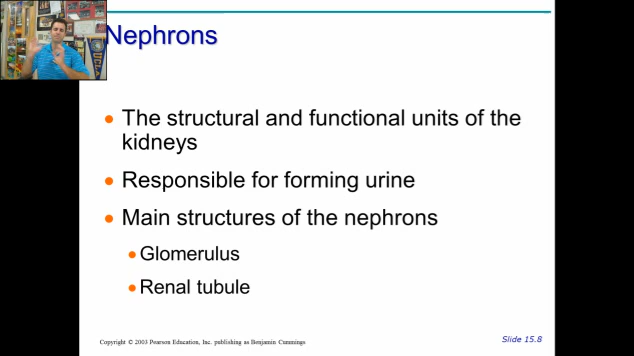 Nephrons
The structural and functional units of the
kidneys
Responsible for forming urine
Main structures of the nephrons
Glomerulus
Renal tubule
Copyright © 2003 Pearson Education, Inc. publishing as Benjamin Cummings
Slide 15.8
UCLA